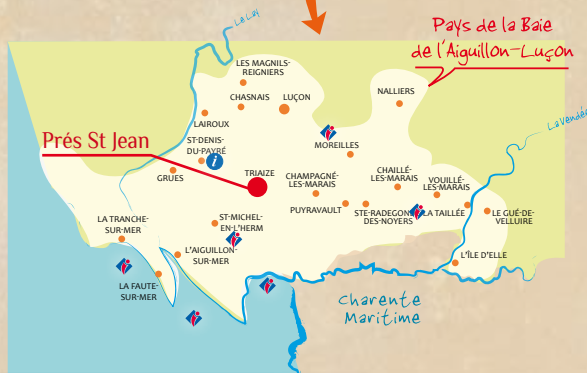 Le Lay
Pays de la Baie
de l'Aiguillon-Luçon
LES MAGNILS-
REIGNIERS
NALLIERS
CHASNAIS
LUÇON
LAIROUX
La Vendée
MOREILLES
Prés St Jean
ST-DENIS-
DU-PAYRÉ
i
GRUES
TRIAIZE
CHAMPAGNÉ-
LES-MARAIS
CHAILLÉ-
LES-MARAIS
VOUILLÉ-
LES-MARAIS
PUYRAVAULT
STE-RADEGON
DES-NOYERS
LA TAILLÉE
LE GUÉ-DE-
VELLUIRE
LA TRANCHE-
SUR-MER
ST-MICHEL-
EN-L'HERM
L'AIGUILLON-
SUR-MER
L'ÎLE D'ELLE
LA FAUTE-
SUR-MER
Charente
Maritime